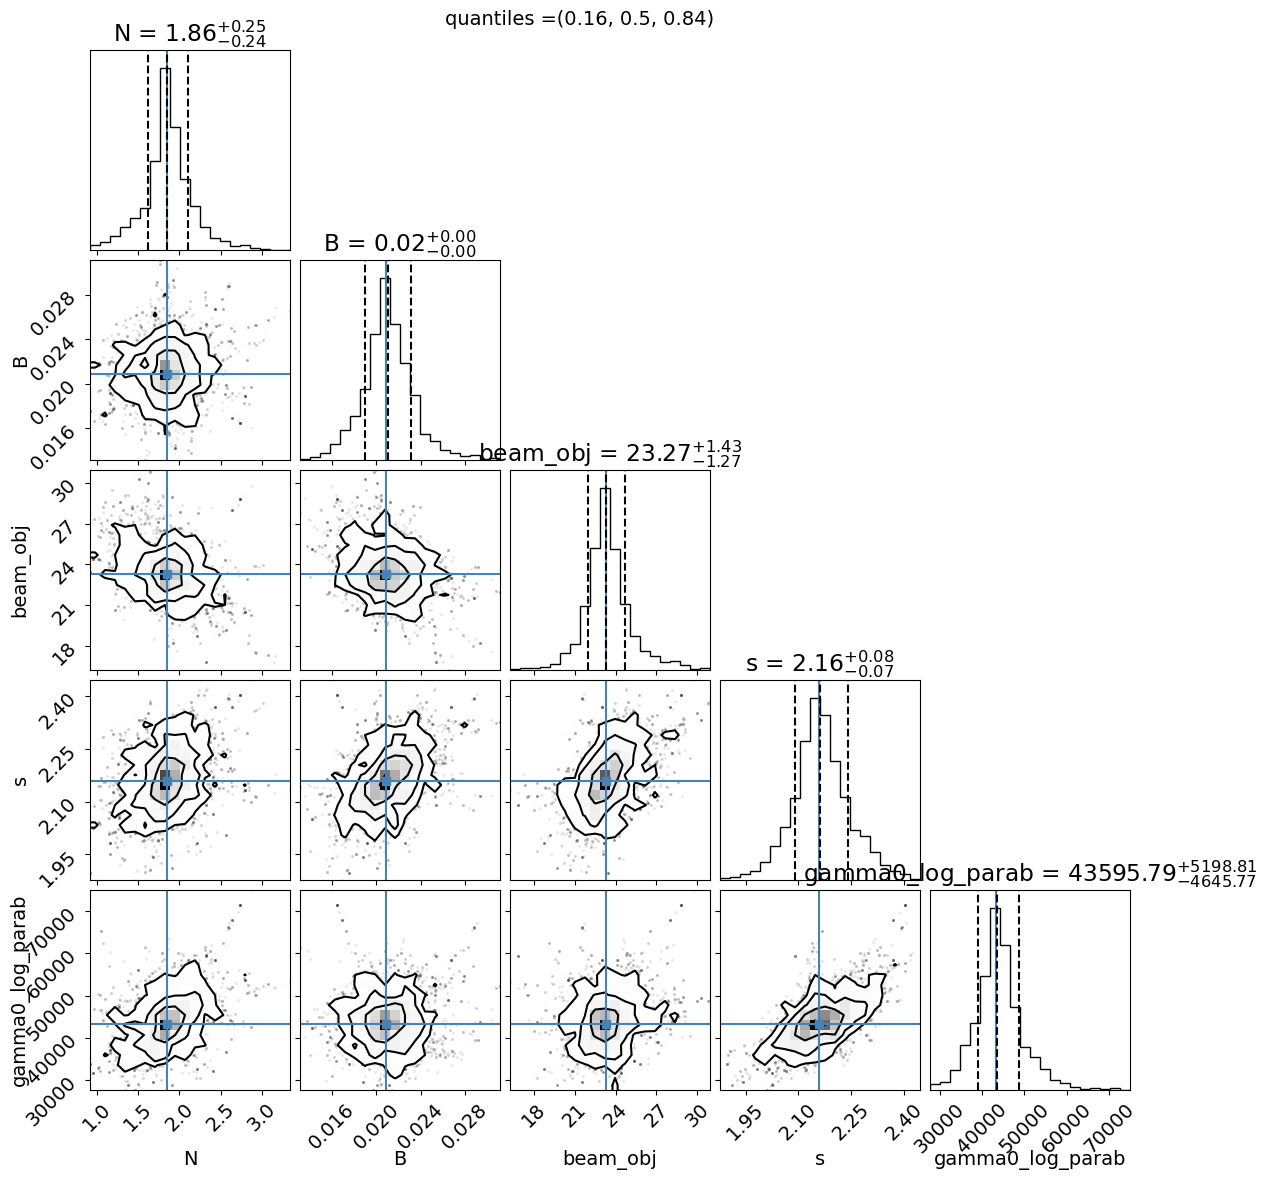 quantiles =(0.16, 0.5, 0.84)
N = 1.86+0.25−0.24
B = 0.02+0.00−0.00
B
0.028
0.024
0.020
0.016
beam_obj = 23.27+1.43−1.27
beam_obj
30
27
24
21
18
s = 2.16+0.08−0.07
s
2.40
2.25
2.10
1.95
gamma0_log_parab = 43595.79+5198.81−4645.77
gamma0_log_parab
70000
60000
50000
40000
30000
1.0 1.5 2.0 2.5 3.0
0.016 0.020 0.024 0.028
18 21 24 27 30
1.95 2.10 2.25 2.40
30000 40000 50000 60000 70000
N
B
beam_obj
s
gamma0_log_parab